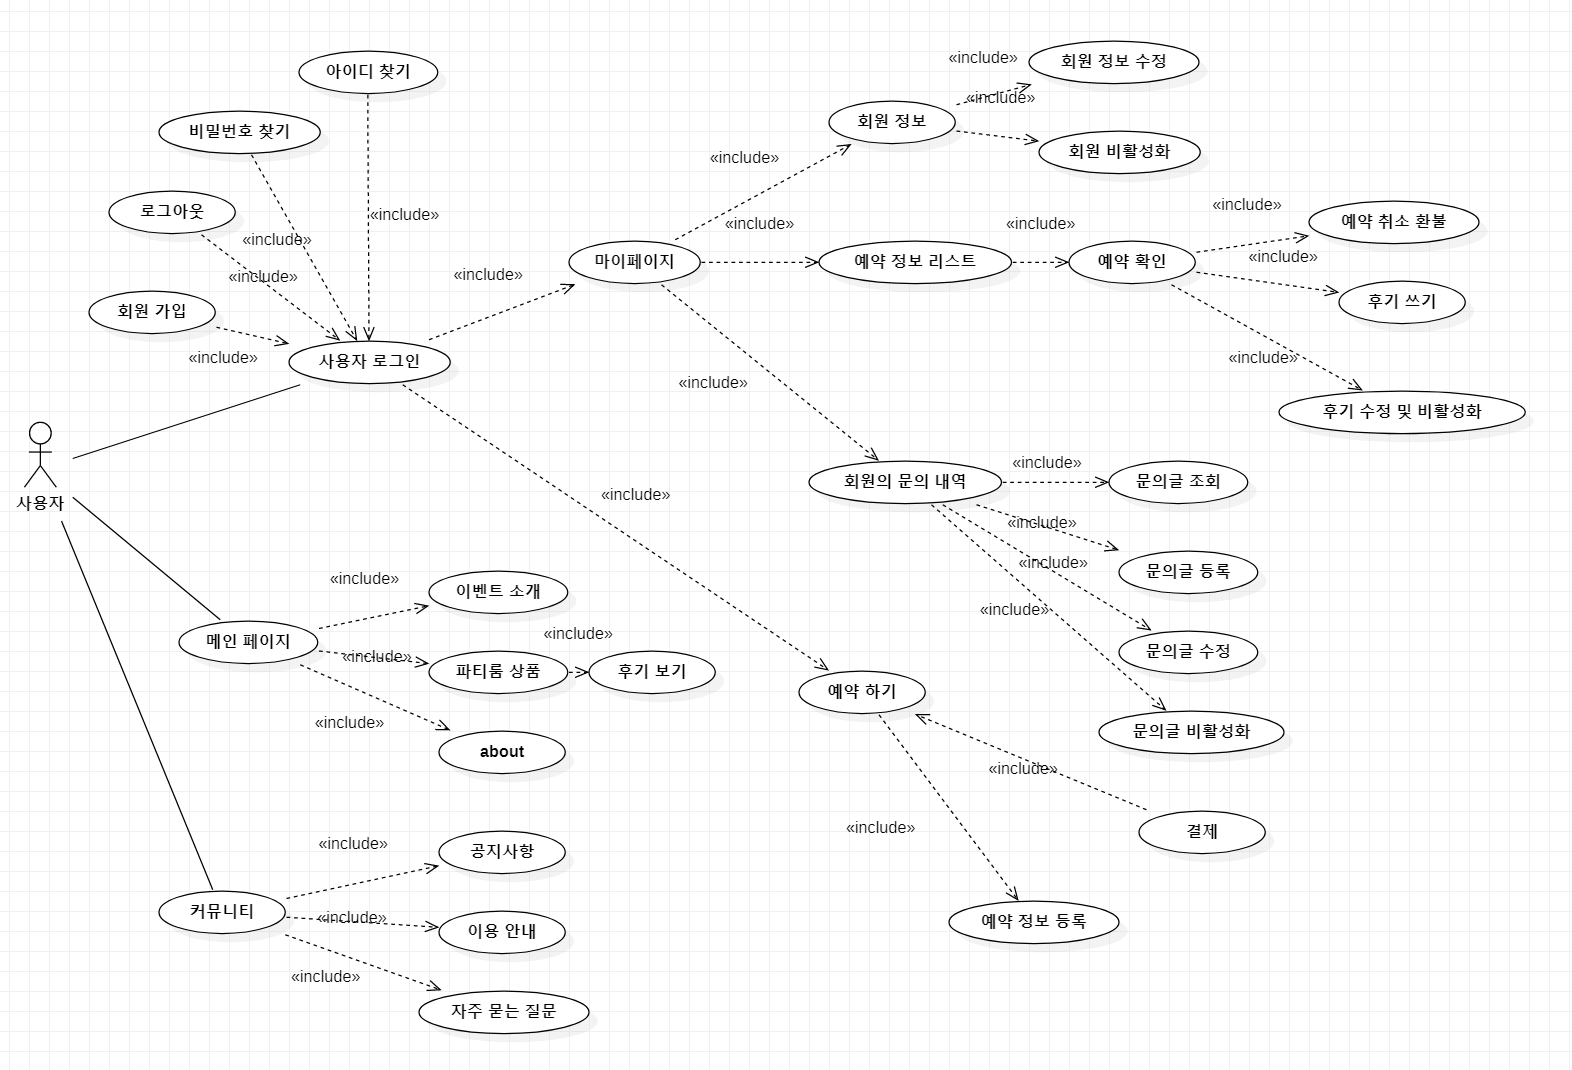 «include»
회원 정보 수정
아이디 찾기
«include»
회원 정보
비밀번호 찾기
회원 비활성화
«include»
로그아웃
«include»
«include»
«include»
«include»
예약 취소 환불
«include»
마이페이지
예약 정보 리스트
예약 확인
«include»
«include»
«include»
후기 쓰기
회원 가입
«include»
사용자 로그인
«include»
«include»
후기 수정 및 비활성화
회원의 문의 내역
«include»
문의글 조회
«include»
사용자
«include»
«include»
문의글 등록
«include»
이벤트 소개
«include»
«include»
메인 페이지
«include»
파티룸 상품
후기 보기
문의글 수정
예약 하기
«include»
문의글 비활성화
about
«include»
«include»
결제
«include»
공지사항
커뮤니티
«include»
이용 안내
예약 정보 등록
«include»
자주 묻는 질문